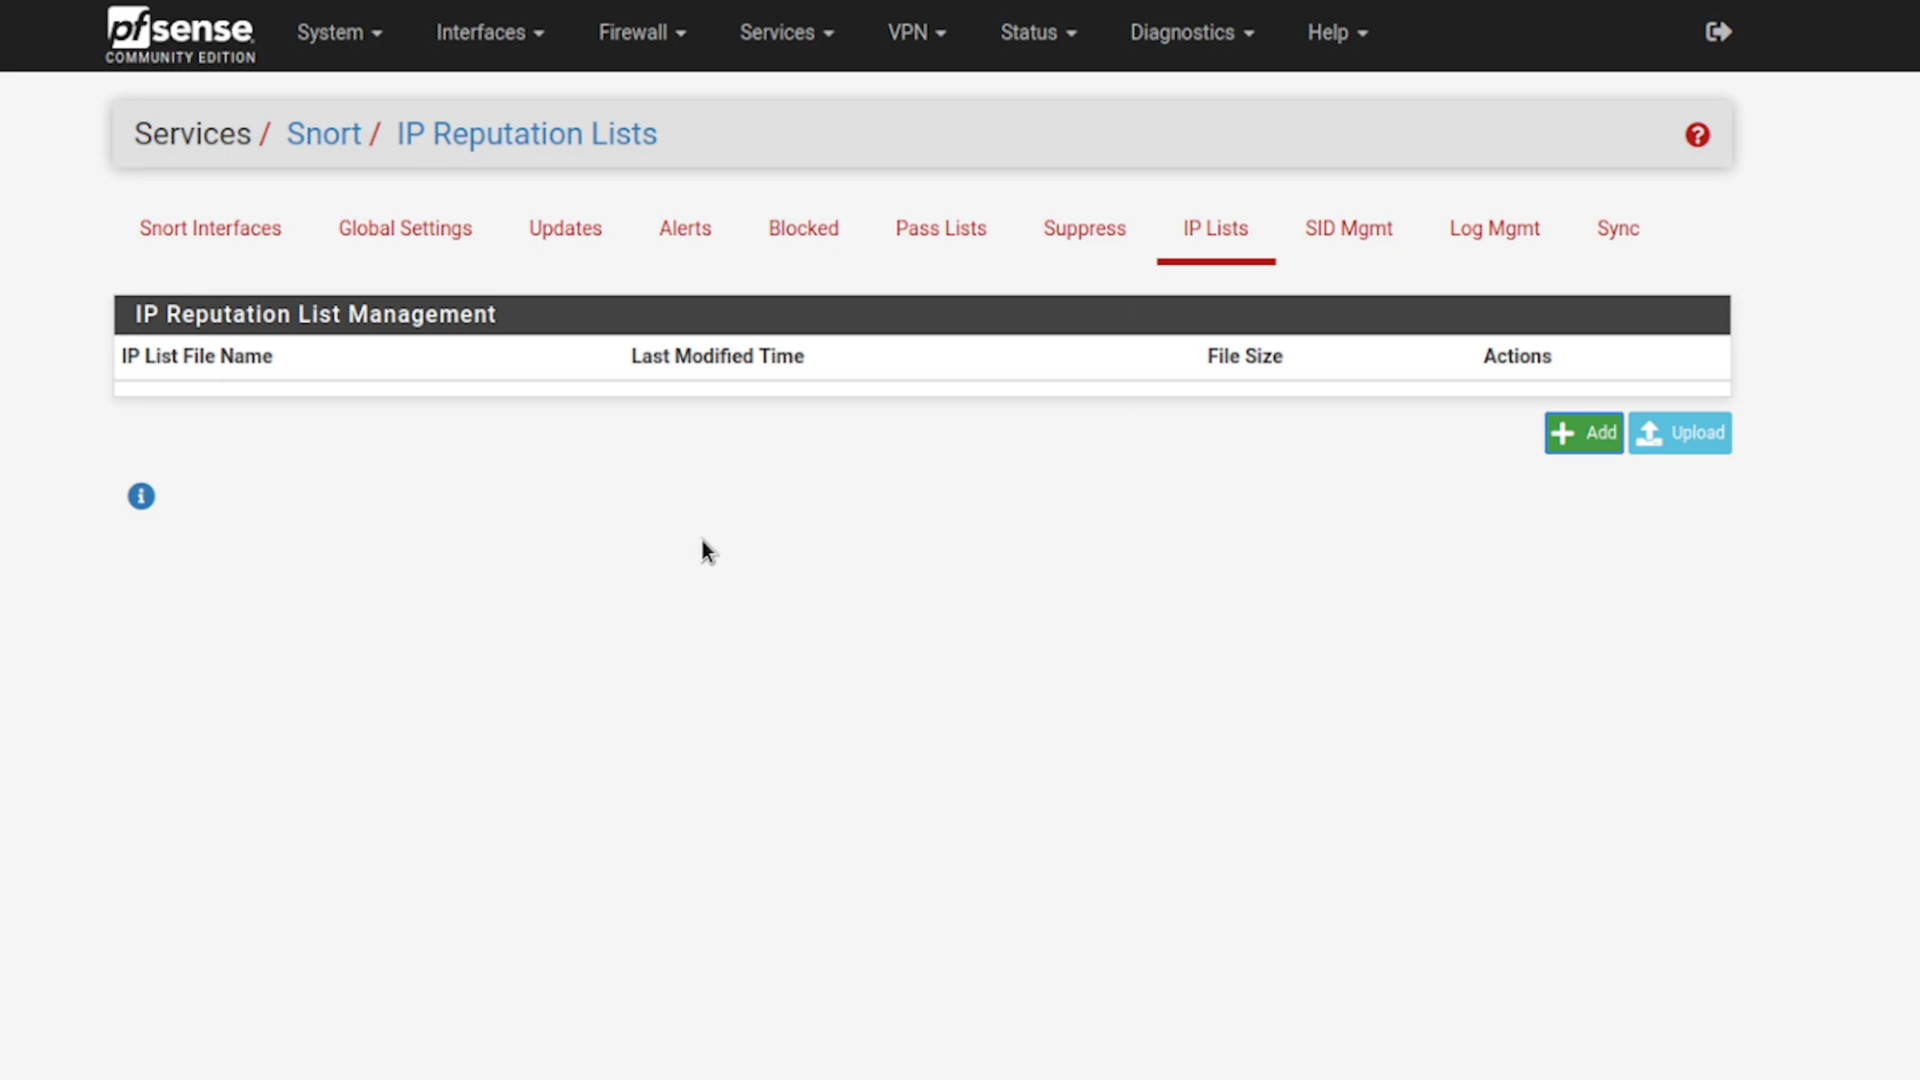 pfsense
COMMUNITY EDITION
System
Interfaces
Firewall
Services
VPN
Status
Diagnostics
Help
Services / Snort / IP Reputation Lists
Snort Interfaces
Global Settings
Updates
Alerts
Blocked
Pass Lists
Suppress
IP Lists
SID Mgmt
Log Mgmt
Sync
IP Reputation List Management
IP List File Name
Last Modified Time
File Size
Actions
Add
Upload